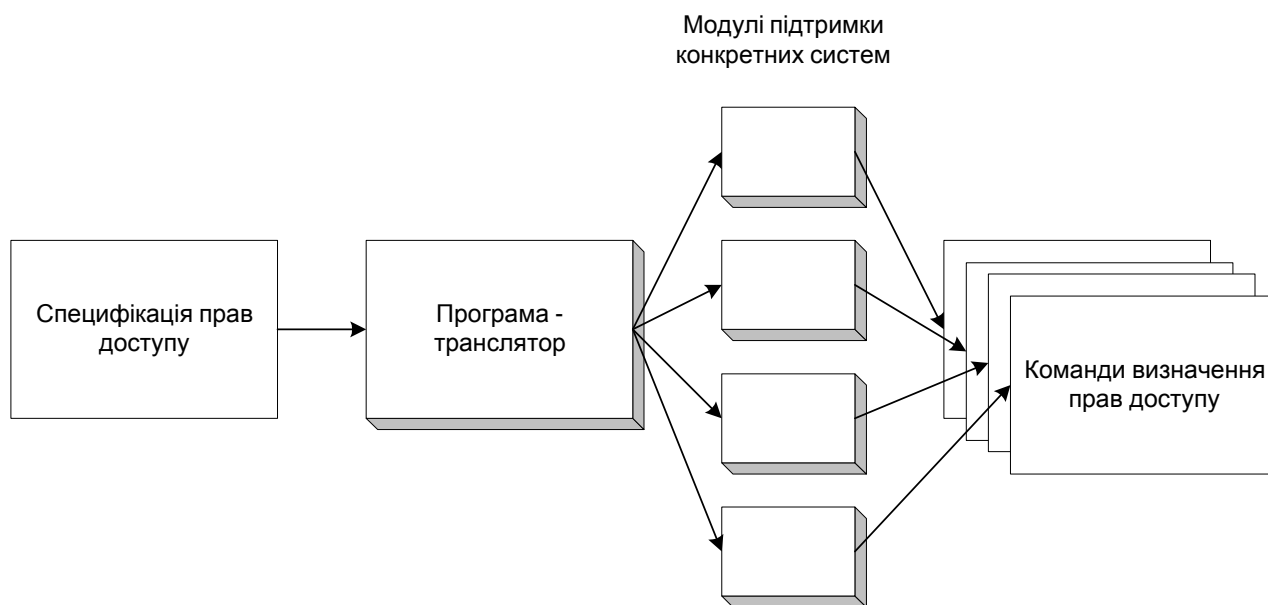 Модулі підтримки
конкретних систем
Специфікація прав
доступу
Програма -
транслятор
Команди визначення
прав доступу